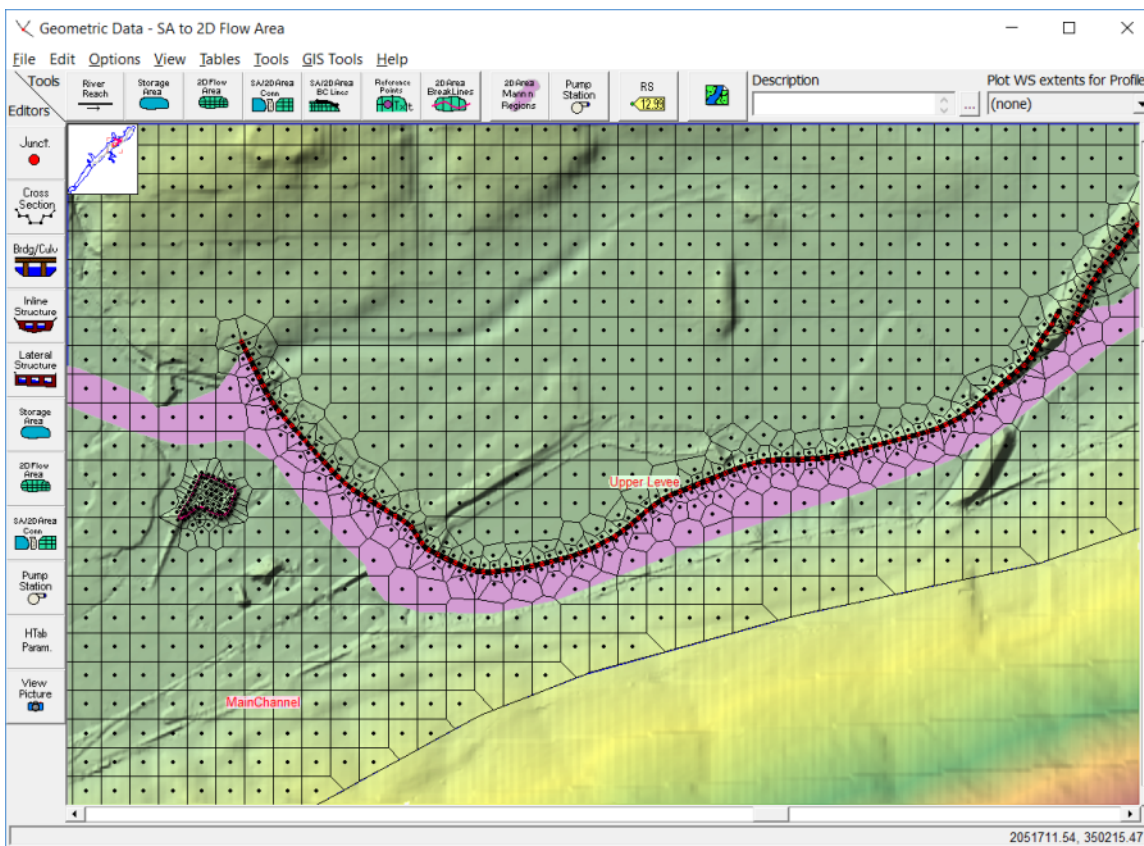 Geometric Data - SA to 2D Flow Area
File Edit Options View Tables Tools GIS Tools Help
Tools
Editors
River
Reach
Storage
Area
2D Flow
Area
SA/2D Area
Conn
SA/2D Area
BC Lines
Reference
Points
2D Area
BreakLines
2D Area
Mann n
Regions
Pump
Station
RS
12.99
Description
...
Plot WS extents for Profile
(none)
Junct.
Cross
Section
Brdg/Culv
Inline
Structure
Lateral
Structure
Storage
Area
2D Flow
Area
SA/2D Area
Conn
Pump
Station
HTab
Param.
View
Picture
Upper Levee
MainChannel
2051711.54, 350215.47